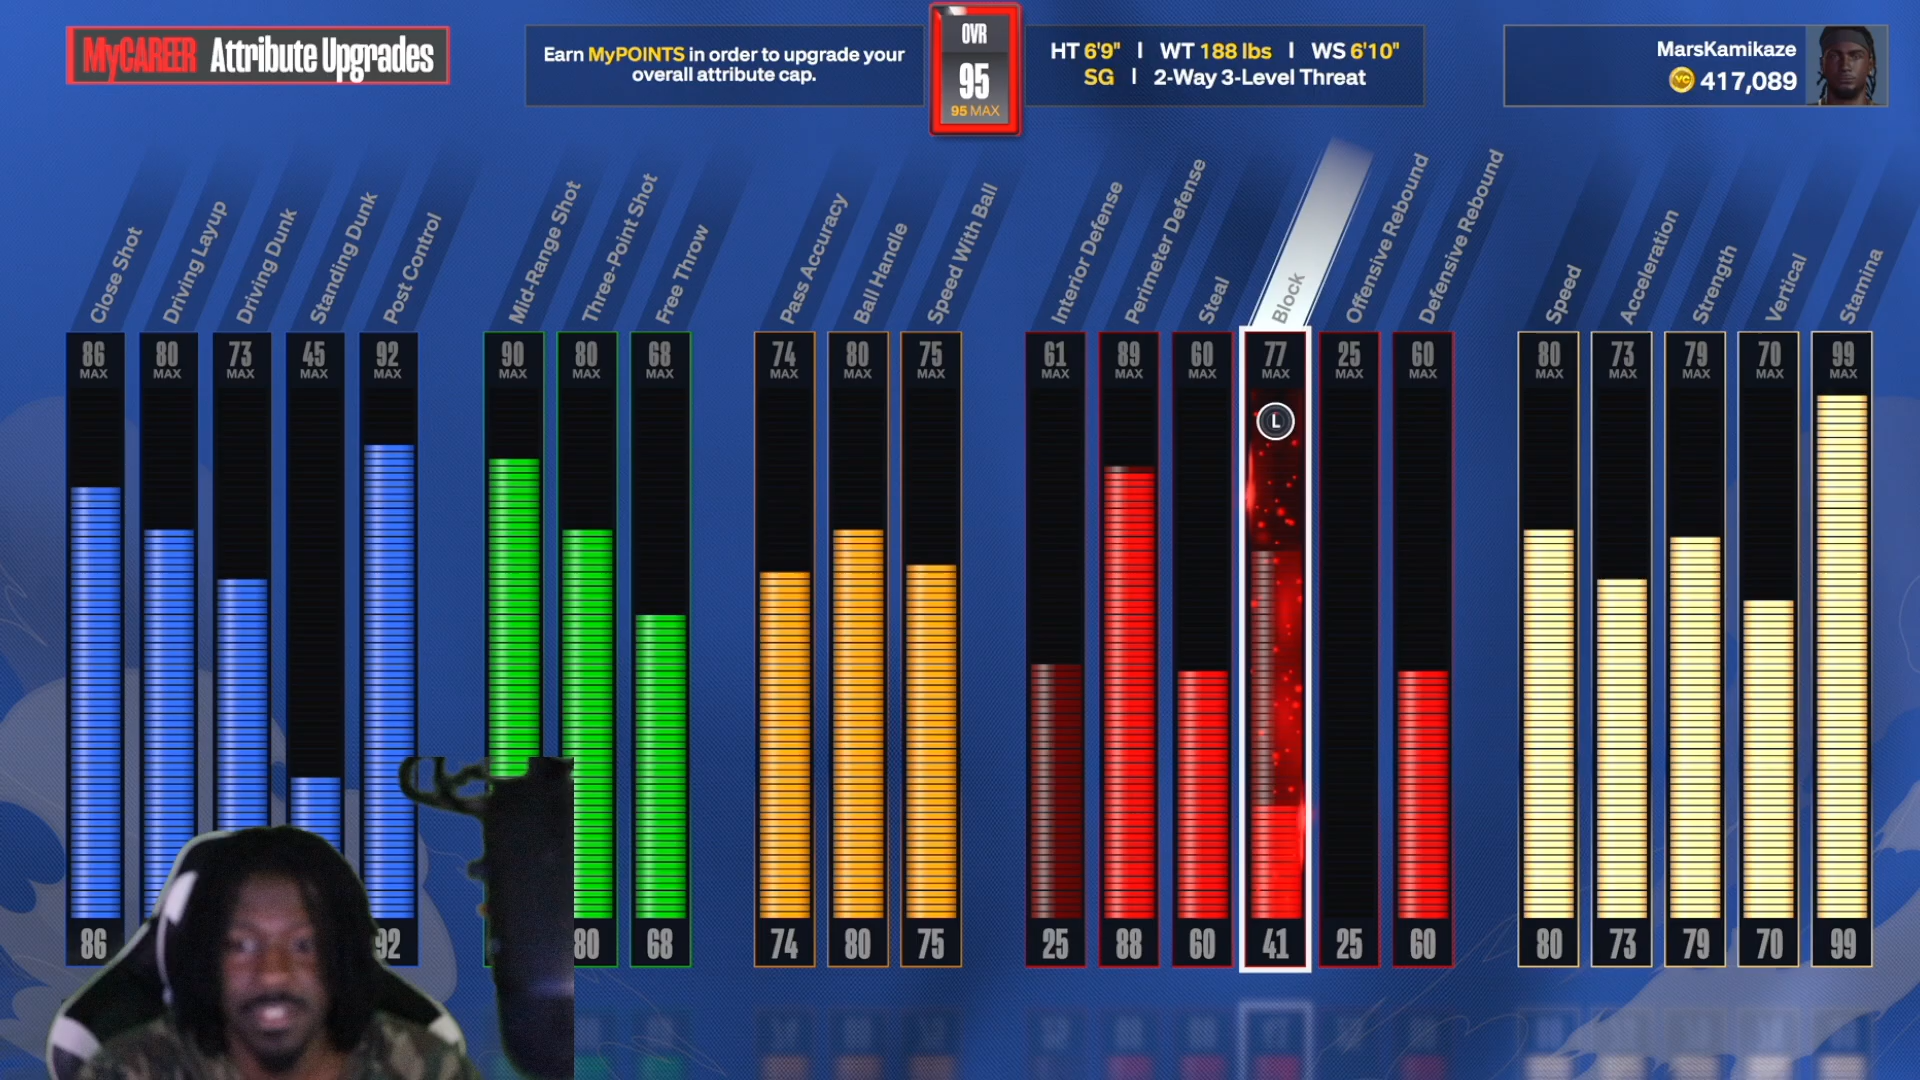 MyCAREER Attribute Upgrades
Earn MyPOINTS in order to upgrade your
overall attribute cap.
OVR
95
95 MAX
HT 6'9" | WT 188 lbs | WS 6'10"
SG | 2-Way 3-Level Threat
MarsKamikaze
VC 417,089
Close Shot
Driving Layup
Driving Dunk
Standing Dunk
Post Control
Mid-Range Shot
Three-Point Shot
Free Throw
Pass Accuracy
Ball Handle
Speed With Ball
Interior Defense
Perimeter Defense
Steal
Block
Offensive Rebound
Defensive Rebound
Speed
Acceleration
Strength
Vertical
Stamina
86 80 73 45 92 90 80 68 74 80 75 61 89 60 77 25 60 80 73 79 70 99
MAX MAX MAX MAX MAX MAX MAX MAX MAX MAX MAX MAX MAX MAX MAX MAX MAX MAX MAX MAX MAX MAX
L
86 92 80 68 74 80 75 25 88 60 41 25 60 80 73 79 70 99